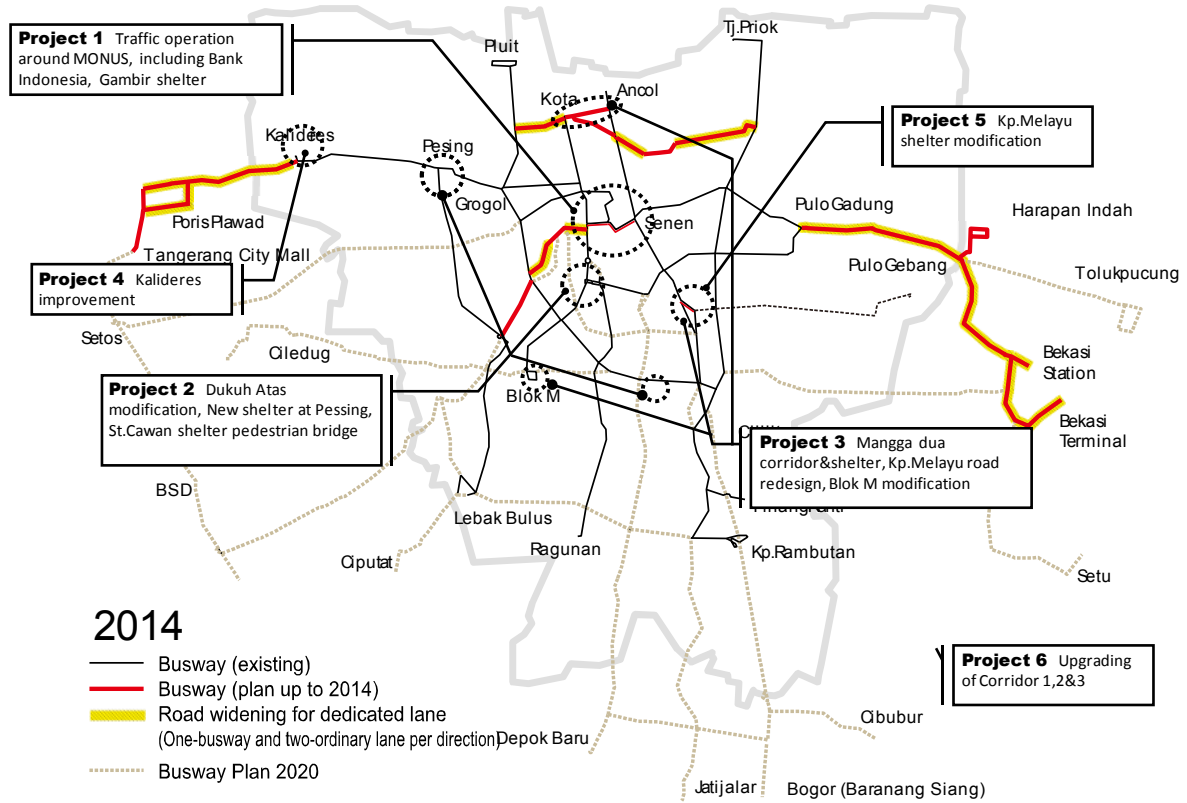 Project 1 Traffic operation
around MONUS, including Bank
Indonesia, Gambir shelter
Pluit
Tj.Priok
Kota
Ancol
Kalideres
Pesing
Project 5 Kp.Melayu
shelter modification
Grogol
Senen
Pulo Gadung
Harapan Indah
Poris Plawad
Tangerang City Mall
Pulo Gebang
Tolukpucung
Project 4 Kalideres
improvement
Setos
Ciledug
Bekasi
Station
Project 2 Dukuh Atas
modification, New shelter at Pessing,
St.Cawan shelter pedestrian bridge
Blok M
Bekasi
Terminal
Project 3 Mangga dua
corridor&shelter, Kp.Melayu road
redesign, Blok M modification
BSD
Lebak Bulus
Ragunan
Kp.Rambutan
Ciputat
Setu
2014
Busway (existing)
Busway (plan up to 2014)
Road widening for dedicated lane
(One-busway and two-ordinary lane per direction)
Busway Plan 2020
Project 6 Upgrading
of Corridor 1,2&3
Cibubur
Depok Baru
Jatijalar
Bogor (Baranang Siang)